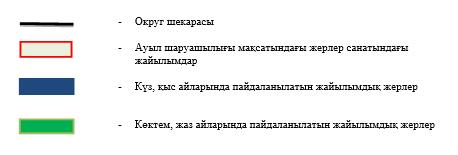 - Округ шекарасы
- Ауыл шаруашылығы мақсатындағы жерлер санатындағы
жайылымдар
- Күз, қыс айларында пайдаланылатын жайылымдық жерлер
- Көктем, жаз айларында пайдаланылатын жайылымдық жерлер